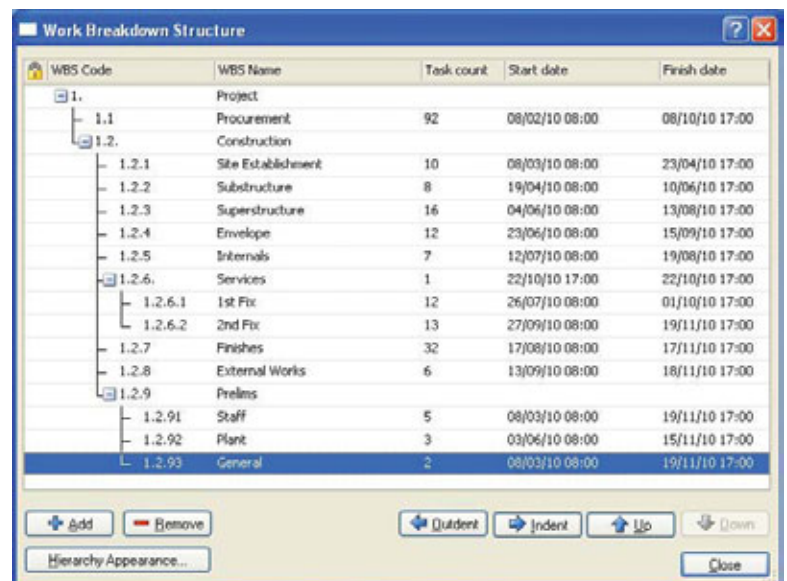 Work Breakdown Structure
WBS Code WBS Name Task count Start date Finish date
1. Project
1.1 Procurement 92 08/02/10 08:00 08/10/10 17:00
1.2. Construction
1.2.1 Site Establishment 10 08/03/10 08:00 23/04/10 17:00
1.2.2 Substructure 8 19/04/10 08:00 10/06/10 17:00
1.2.3 Superstructure 16 04/06/10 08:00 13/08/10 17:00
1.2.4 Envelope 12 23/06/10 08:00 15/09/10 17:00
1.2.5 Internals 7 12/07/10 08:00 19/08/10 17:00
1.2.6. Services 1 22/10/10 17:00 22/10/10 17:00
1.2.6.1 1st Fix 12 26/07/10 08:00 01/10/10 17:00
1.2.6.2 2nd Fix 13 27/09/10 08:00 19/11/10 17:00
1.2.7 Finishes 32 17/08/10 08:00 17/11/10 17:00
1.2.8 External Works 6 13/09/10 08:00 18/11/10 17:00
1.2.9 Prelims
1.2.91 Staff 5 08/03/10 08:00 19/11/10 17:00
1.2.92 Plant 3 03/06/10 08:00 15/11/10 17:00
1.2.93 General 2 08/03/10 08:00 19/11/10 17:00
Add Remove Outdent Indent Up Down
Hierarchy Appearance... Close